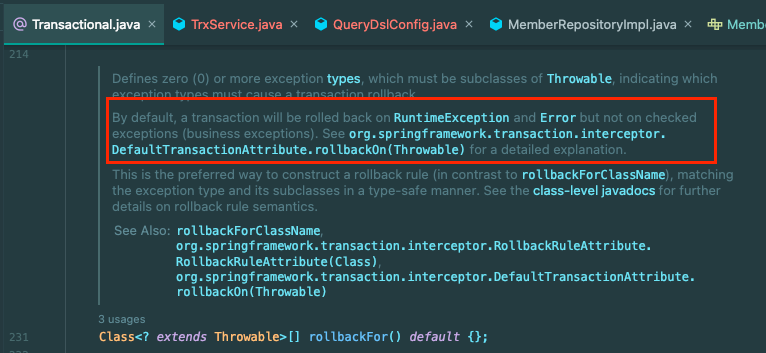 Transactional.java × TrxService.java × QueryDslConfig.java × MemberRepositoryImpl.java × Membe
214
Defines zero (0) or more exception types, which must be subclasses of Throwable, indicating which
exception types must cause a transaction rollback.
By default, a transaction will be rolled back on RuntimeException and Error but not on checked
exceptions (business exceptions). See org.springframework.transaction.interceptor.
DefaultTransactionAttribute.rollbackOn(Throwable) for a detailed explanation.
This is the preferred way to construct a rollback rule (in contrast to rollbackForClassName), matching
the exception type and its subclasses in a type-safe manner. See the class-level javadocs for further
details on rollback rule semantics.
See Also: rollbackForClassName,
org.springframework.transaction.interceptor.RollbackRuleAttribute.
RollbackRuleAttribute(Class),
org.springframework.transaction.interceptor.DefaultTransactionAttribute.
rollbackOn(Throwable)
3 usages
231 Class<? extends Throwable>[] rollbackFor() default {};